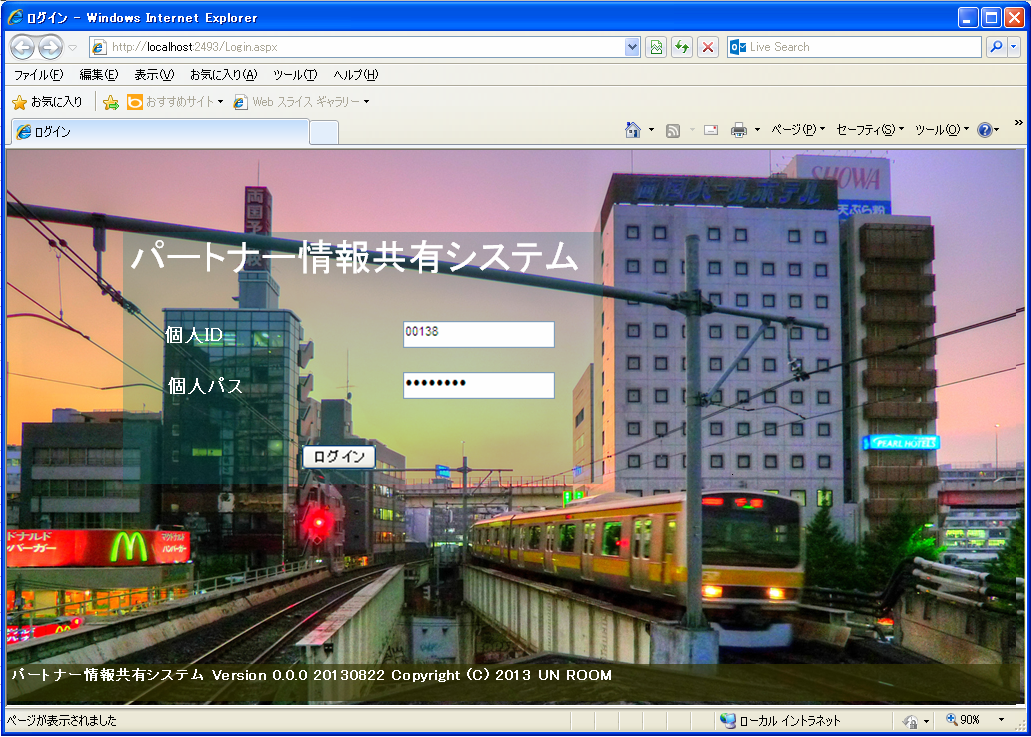 ログイン - Windows Internet Explorer
http://localhost:2493/Login.aspx
Live Search
ファイル(F) 編集(E) 表示(V) お気に入り(A) ツール(T) ヘルプ(H)
お気に入り おすすめサイト Web スライス ギャラリー
ログイン
ページ(P) セーフティ(S) ツール(O) »
SHOWA
両国パールホテル
天ぷら粉
両国予
パートナー情報共有システム
個人ID 00138
個人パス ••••••••
PEARL HOTELS
ログイン
ドナルド
バーガー
マクドナルド
ハンバーガー
パートナー情報共有システム Version 0.0.0 20130822 Copyright (C) 2013 UN ROOM
ページが表示されました ローカル イントラネット 90%